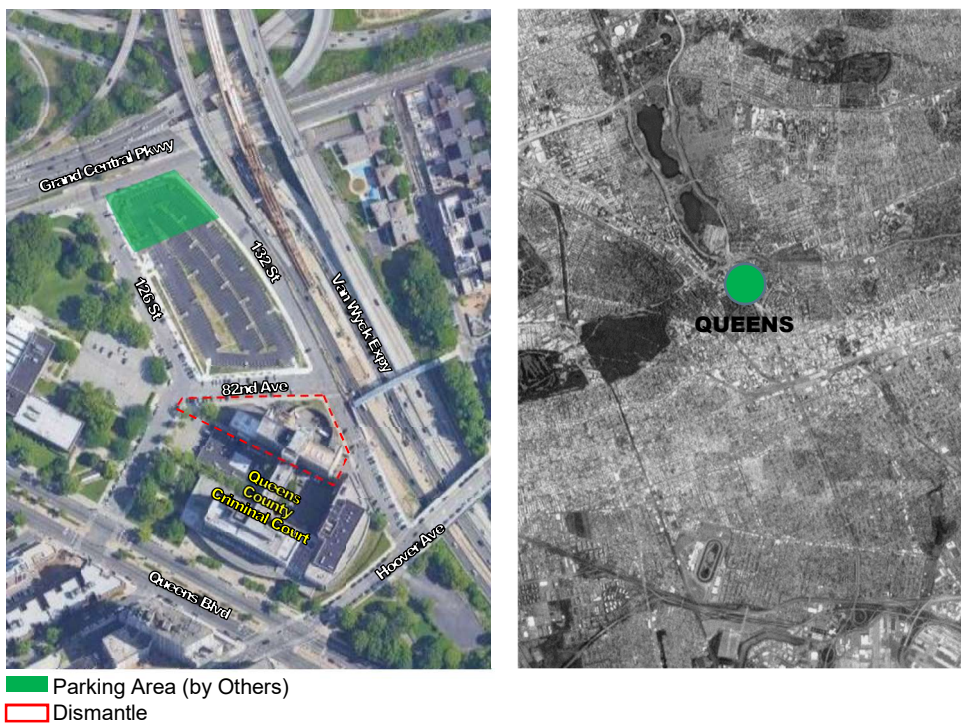 Grand Central Pkwy
132 St
126 St
Van Wyck Expy
82nd Ave
Queens
County
Criminal Court
Hoover Ave
Queens Blvd
QUEENS
Parking Area (by Others)
Dismantle